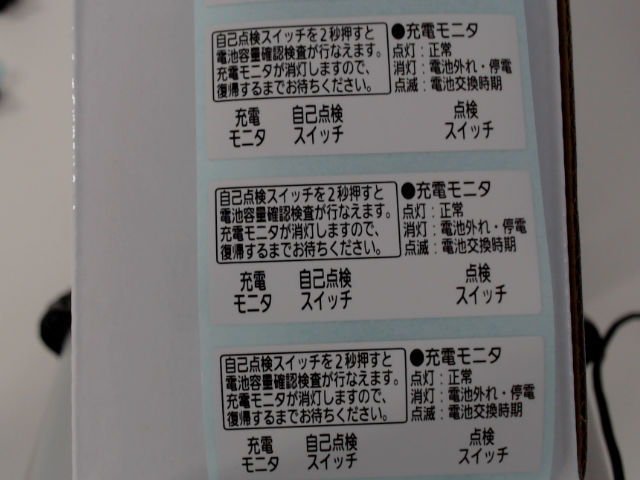 自己点検スイッチを2秒押すと
電池容量確認検査が行なえます。
充電モニタが消灯しますので、
復帰するまでお待ちください。
●充電モニタ
点灯：正常
消灯：電池外れ・停電
点滅：電池交換時期
充電
モニタ
自己点検
スイッチ
点検
スイッチ
自己点検スイッチを2秒押すと
電池容量確認検査が行なえます。
充電モニタが消灯しますので、
復帰するまでお待ちください。
●充電モニタ
点灯：正常
消灯：電池外れ・停電
点滅：電池交換時期
充電
モニタ
自己点検
スイッチ
点検
スイッチ
自己点検スイッチを2秒押すと
電池容量確認検査が行なえます。
充電モニタが消灯しますので、
復帰するまでお待ちください。
●充電モニタ
点灯：正常
消灯：電池外れ・停電
点滅：電池交換時期
充電
モニタ
自己点検
スイッチ
点検
スイッチ